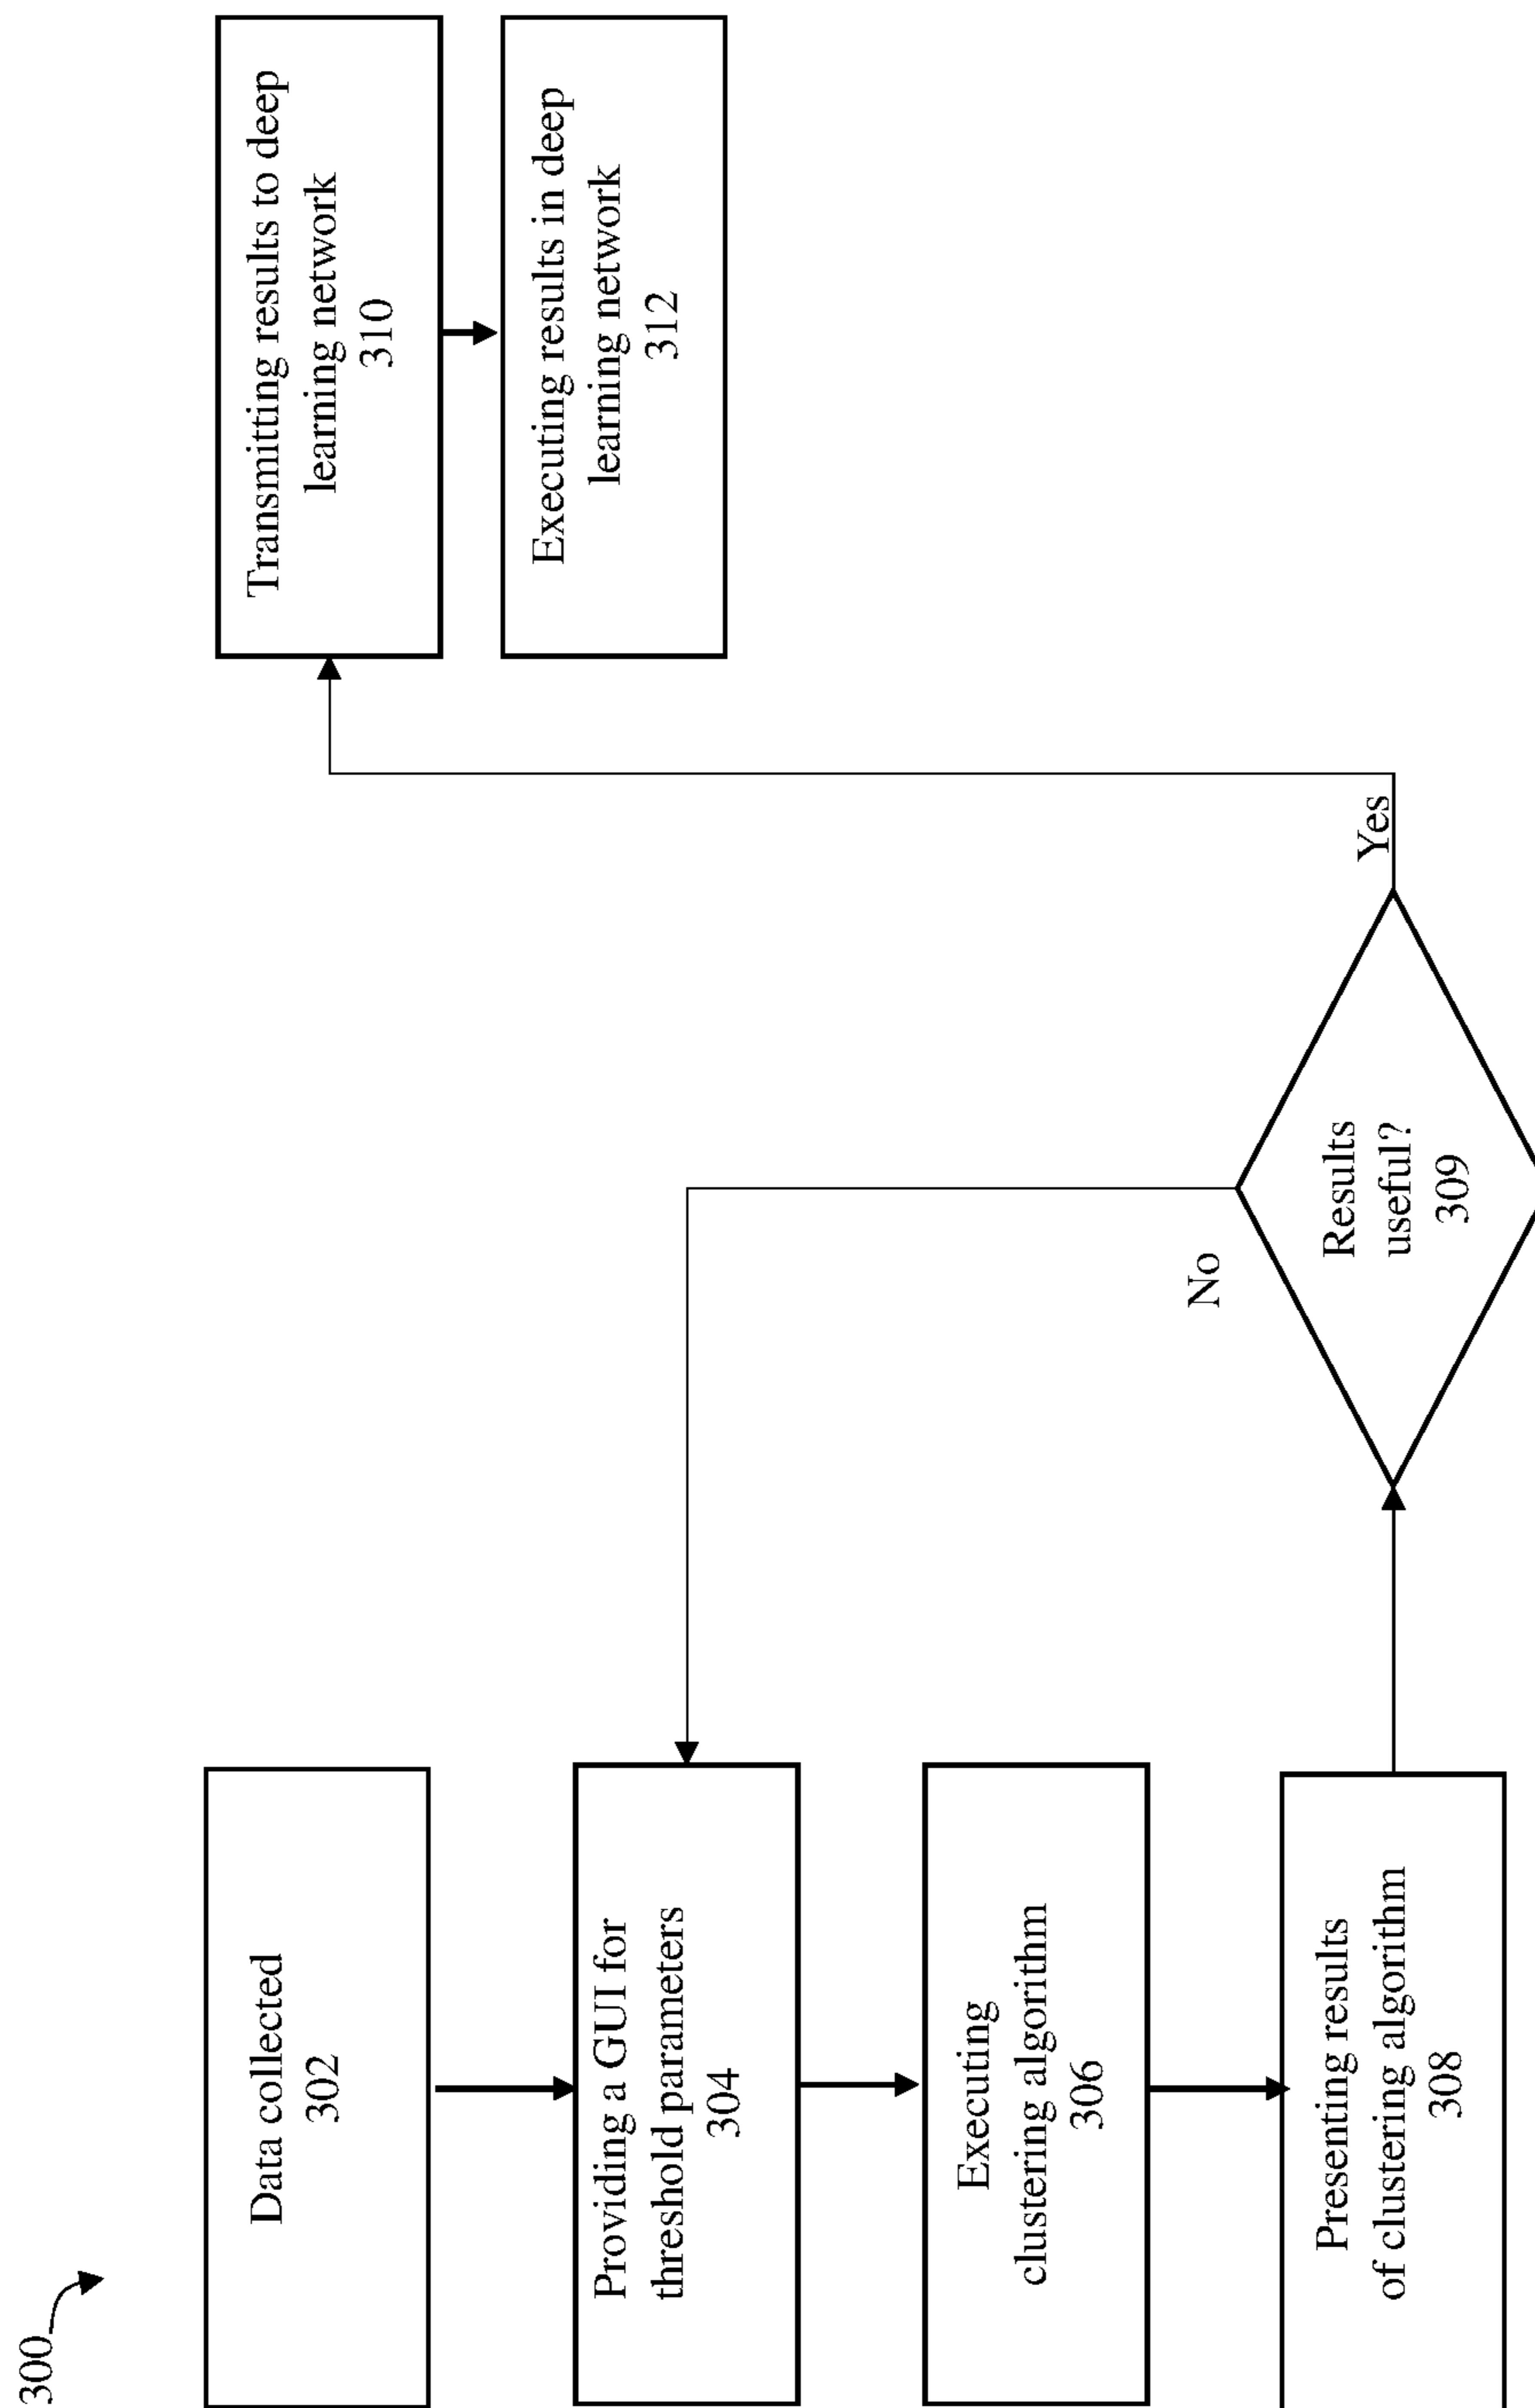 300
Data collected
302
Providing a GUI for
threshold parameters
304
Executing
clustering algorithm
306
Presenting results
of clustering algorithm
308
Results
useful?
309
No
Yes
Transmitting results to deep
learning network
310
Executing results in deep
learning network
312